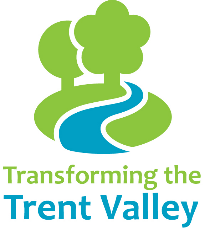 Transforming the
Trent Valley